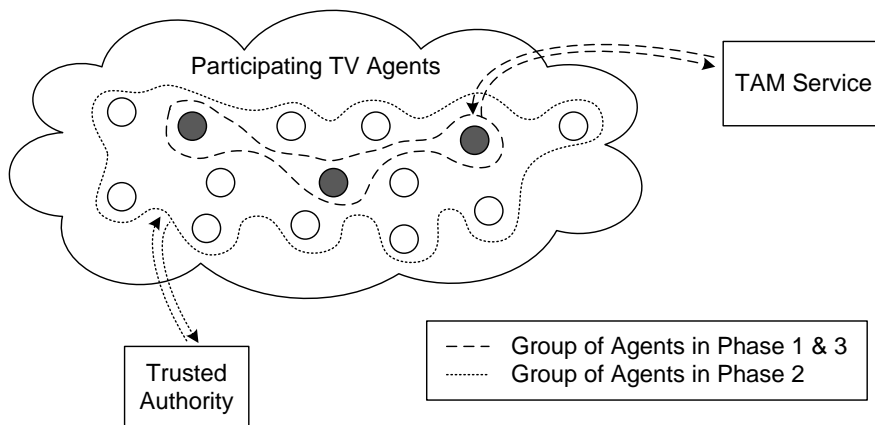 Participating TV Agents
TAM Service
Trusted
Authority
Group of Agents in Phase 1 & 3
Group of Agents in Phase 2